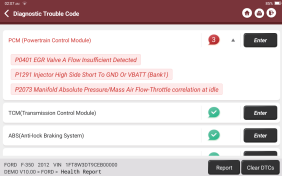 Diagnostic Trouble Code
PCM (Powertrain Control Module)
3
Enter
P0401 EGR Valve A Flow Insufficient Detected
P1291 Injector High Side Short To GND Or VBATT (Bank1)
P2073 Manifold Absolute Pressure/Mass Air Flow-Throttle correlation at idle
TCM(Transmission Control Module)
Enter
ABS(Anti-lock Braking System)
Enter
FORD F-350 2012 VIN 1FT8W3DT9CEB00000
DEMO V10.00 > FORD > Health Report
Report
Clear DTCs